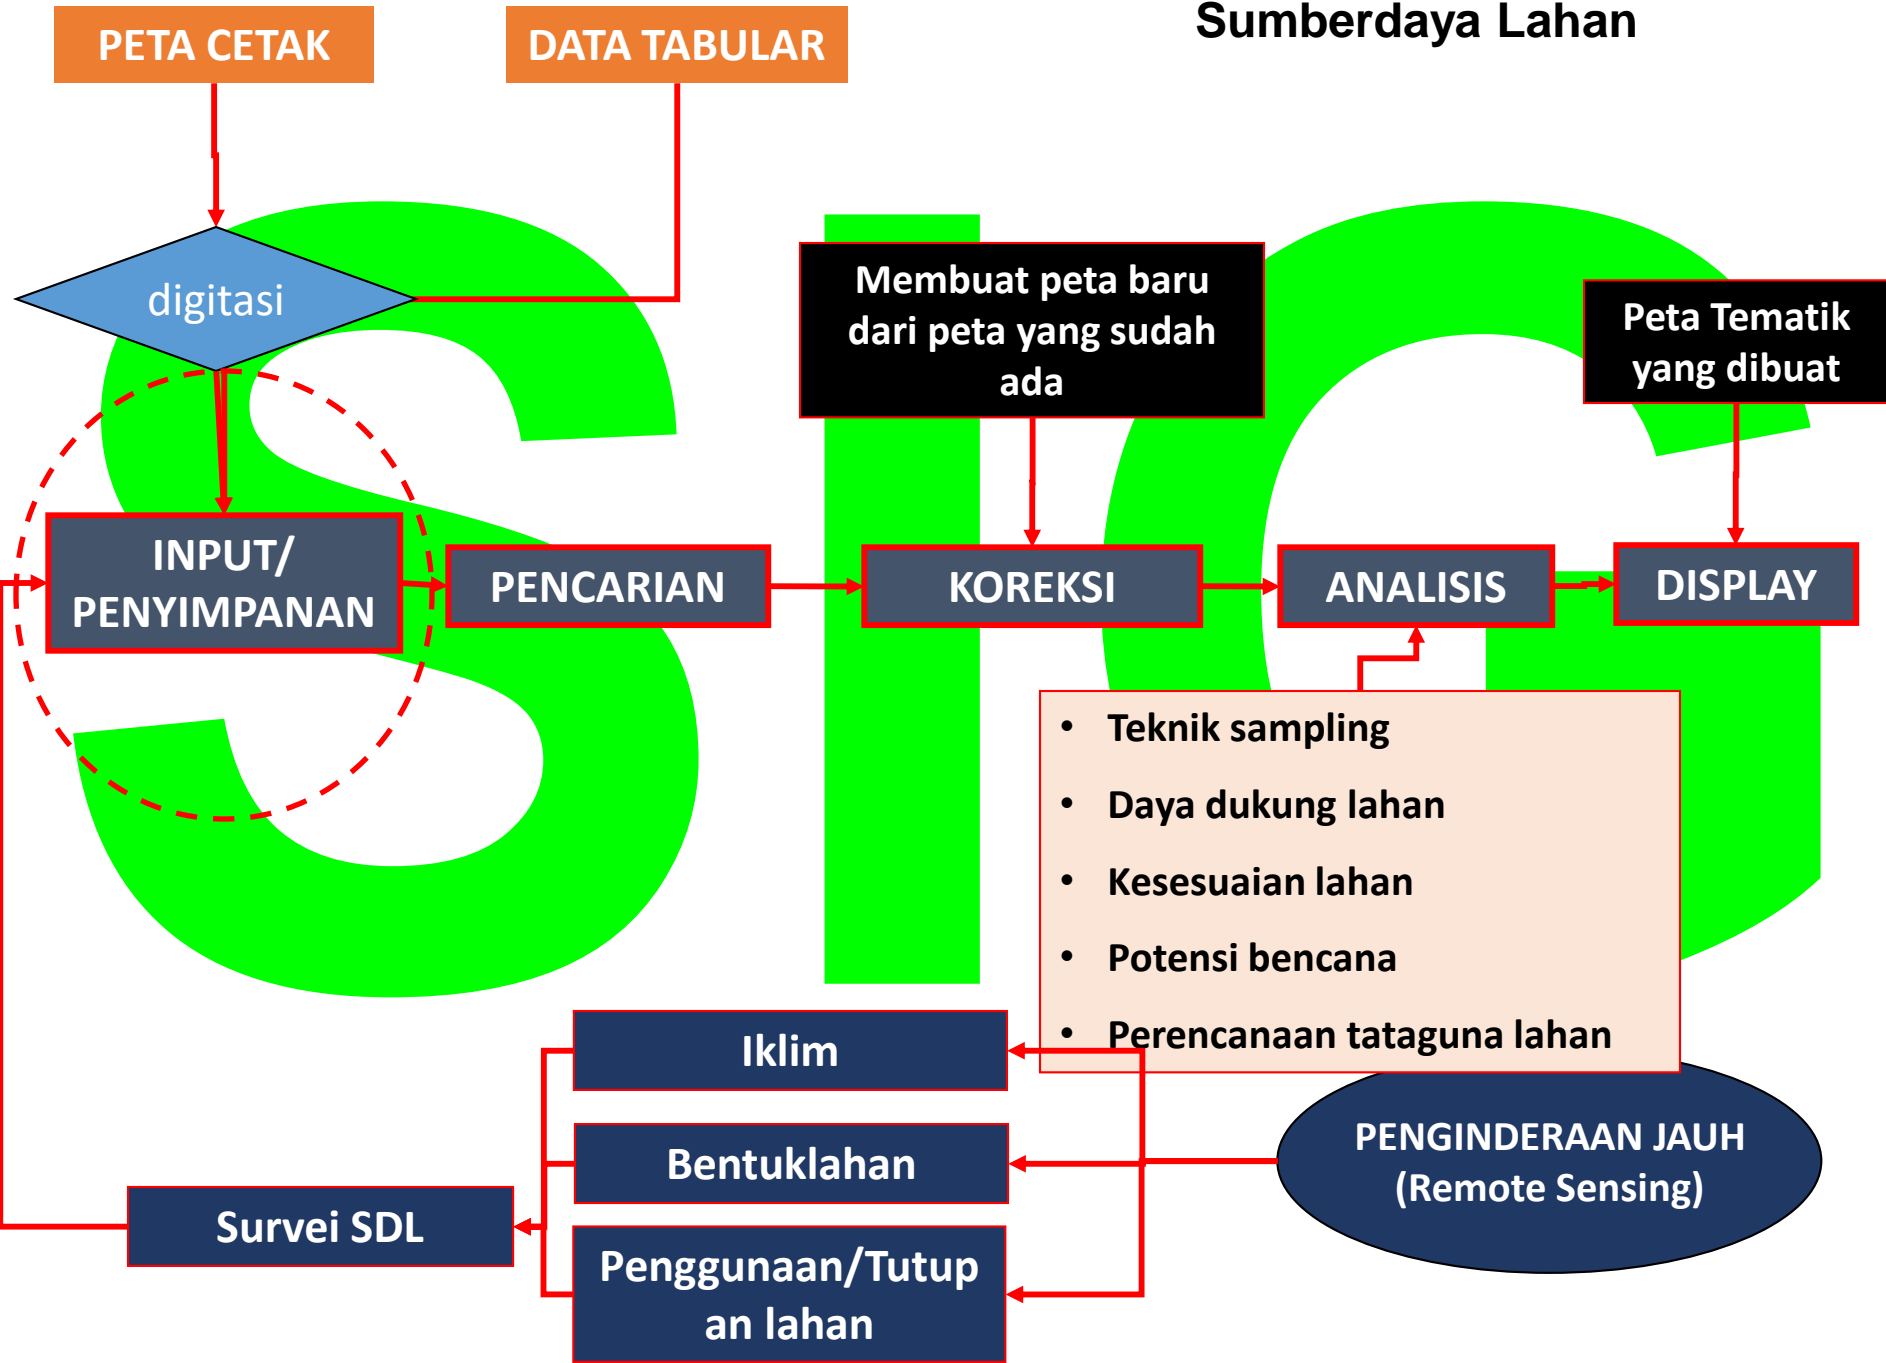 Sumberdaya Lahan
PETA CETAK
DATA TABULAR
digitasi
Membuat peta baru
dari peta yang sudah
ada
Peta Tematik
yang dibuat
SIG
INPUT/
PENYIMPANAN
PENCARIAN
KOREKSI
ANALISIS
DISPLAY
• Teknik sampling
• Daya dukung lahan
• Kesesuaian lahan
• Potensi bencana
• Perencanaan tataguna lahan
Iklim
Bentuklahan
Penggunaan/Tutup
an lahan
Survei SDL
PENGINDERAAN JAUH
(Remote Sensing)